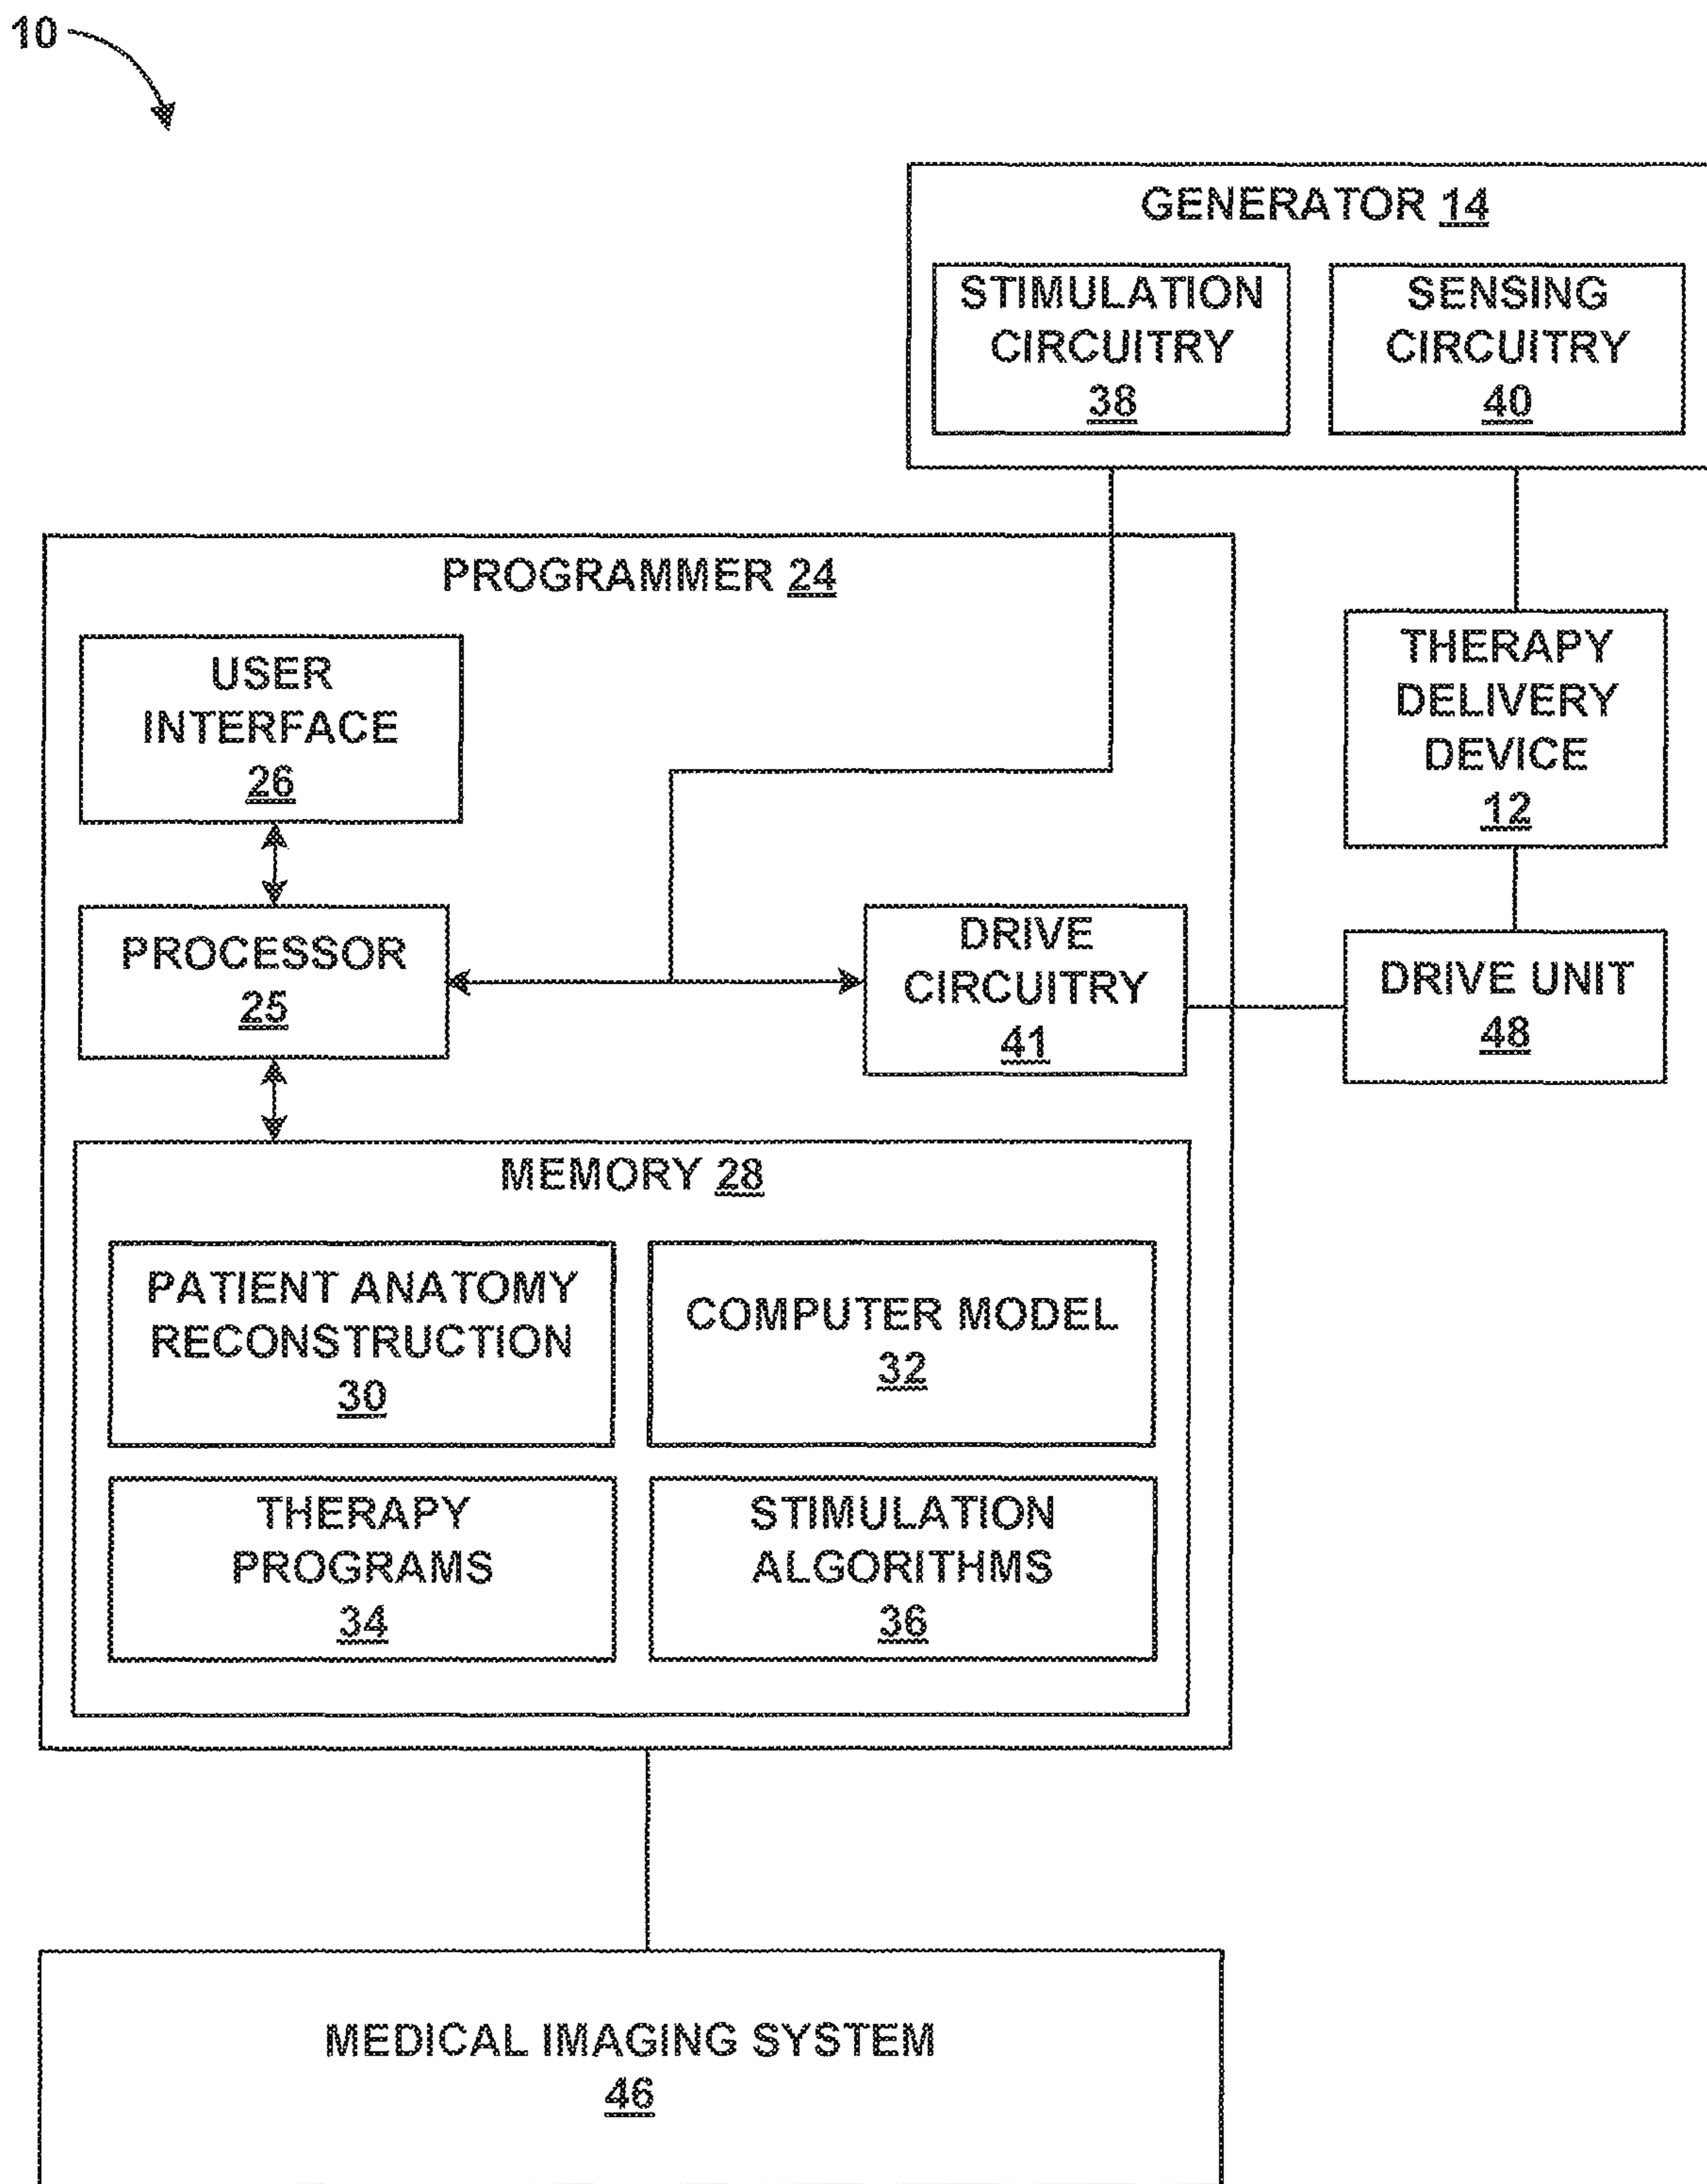 10
GENERATOR 14
STIMULATION
CIRCUITRY
38
SENSING
CIRCUITRY
40
PROGRAMMER 24
USER
INTERFACE
26
THERAPY
DELIVERY
DEVICE
12
PROCESSOR
25
DRIVE
CIRCUITRY
41
DRIVE UNIT
48
MEMORY 28
PATIENT ANATOMY
RECONSTRUCTION
30
COMPUTER MODEL
32
THERAPY
PROGRAMS
34
STIMULATION
ALGORITHMS
36
MEDICAL IMAGING SYSTEM
46